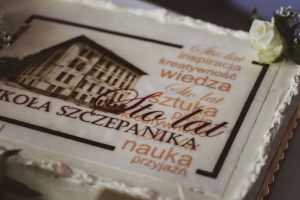 Sto lat
inspiracja
kreatywność
wiedza
Sto lat
sztuka
Sto lat
KOŁA SZCZEPANIKA
nauka
przyjaźń